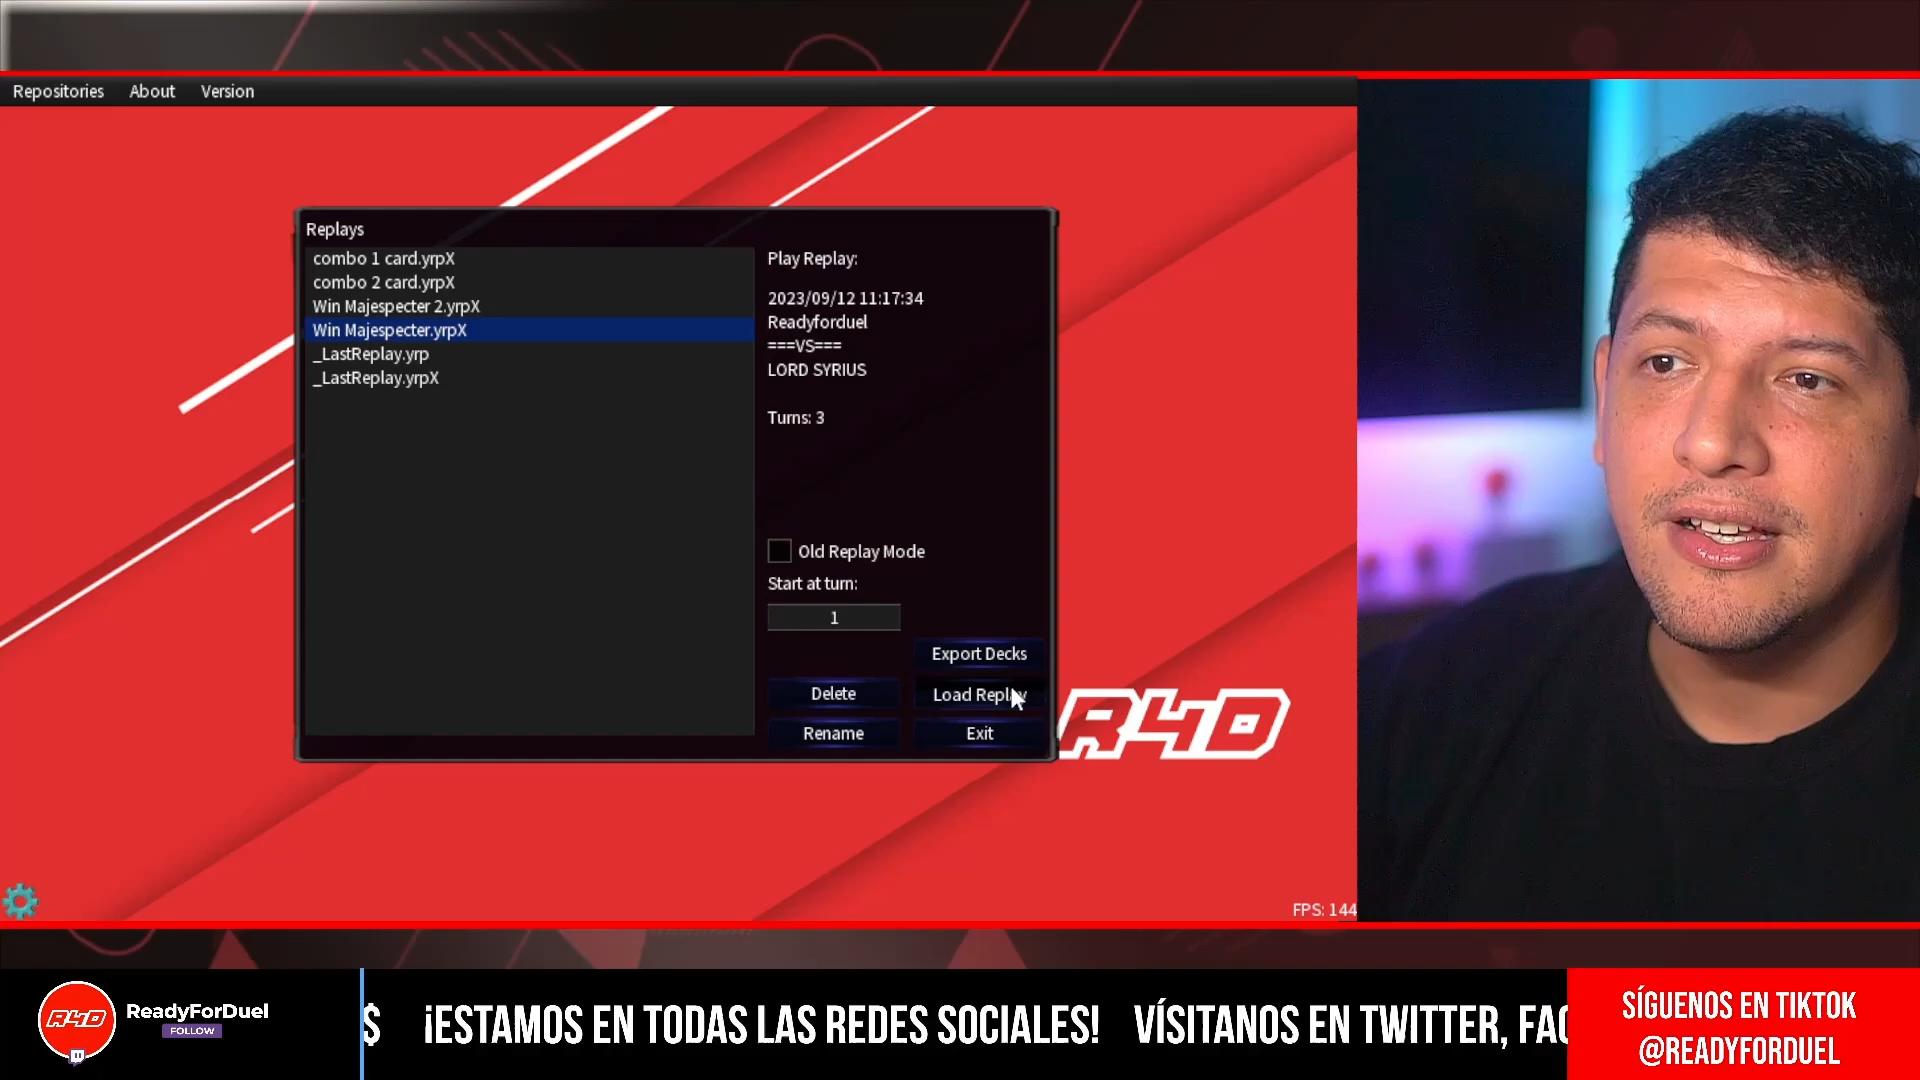 Repositories About Version
Replays
combo 1 card.yrpX
combo 2 card.yrpX
Win Majespecter 2.yrpX
Win Majespecter.yrpX
_LastReplay.yrp
_LastReplay.yrpX
Play Replay:
2023/09/12 11:17:34
Readyforduel
===VS===
LORD SYRIUS
Turns: 3
Old Replay Mode
Start at turn:
1
Export Decks
Delete
Load Replay
Rename
Exit
R4D
FPS: 144
R4D
ReadyForDuel
FOLLOW
$ ¡ESTAMOS EN TODAS LAS REDES SOCIALES! VÍSITANOS EN TWITTER, FAC
SÍGUENOS EN TIKTOK
@READYFORDUEL